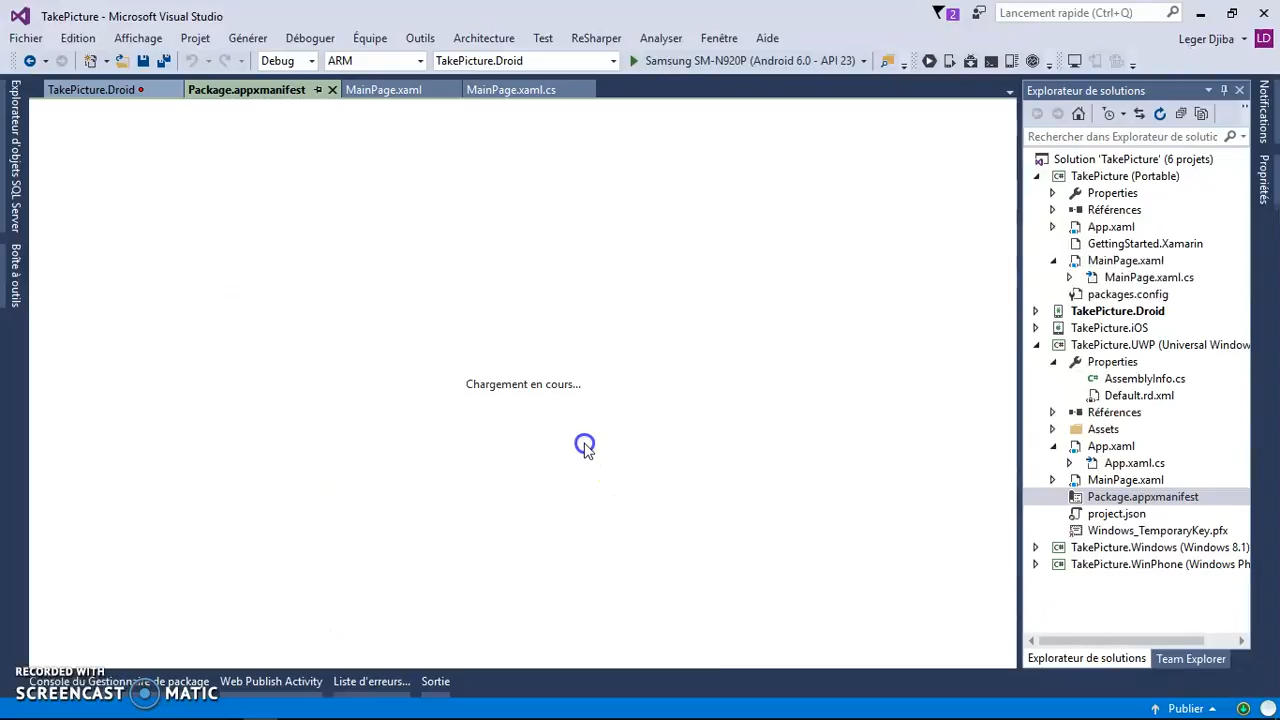 TakePicture - Microsoft Visual Studio
2
Lancement rapide (Ctrl+Q)
Fichier Edition Affichage Projet Générer Déboguer Équipe Outils Architecture Test ReSharper Analyser Fenêtre Aide
Leger Djiba LD
Debug ARM TakePicture.Droid Samsung SM-N920P (Android 6.0 - API 23)
TakePicture.Droid Package.appxmanifest MainPage.xaml MainPage.xaml.cs
Explorateur d'objets SQL Server
Boîte à outils
Chargement en cours...
Explorateur de solutions
Rechercher dans Explorateur de solutic
Solution 'TakePicture' (6 projets)
TakePicture (Portable)
Properties
Références
App.xaml
GettingStarted.Xamarin
MainPage.xaml
MainPage.xaml.cs
packages.config
TakePicture.Droid
TakePicture.iOS
TakePicture.UWP (Universal Window
Properties
AssemblyInfo.cs
Default.rd.xml
Références
Assets
App.xaml
App.xaml.cs
MainPage.xaml
Package.appxmanifest
project.json
Windows_TemporaryKey.pfx
TakePicture.Windows (Windows 8.1)
TakePicture.WinPhone (Windows Ph
Explorateur de solutions Team Explorer
Notifications
Propriétés
Console du Gestionnaire de package Web Publish Activity Liste d'erreurs... Sortie
RECORDED WITH
SCREENCAST MATIC
Publier